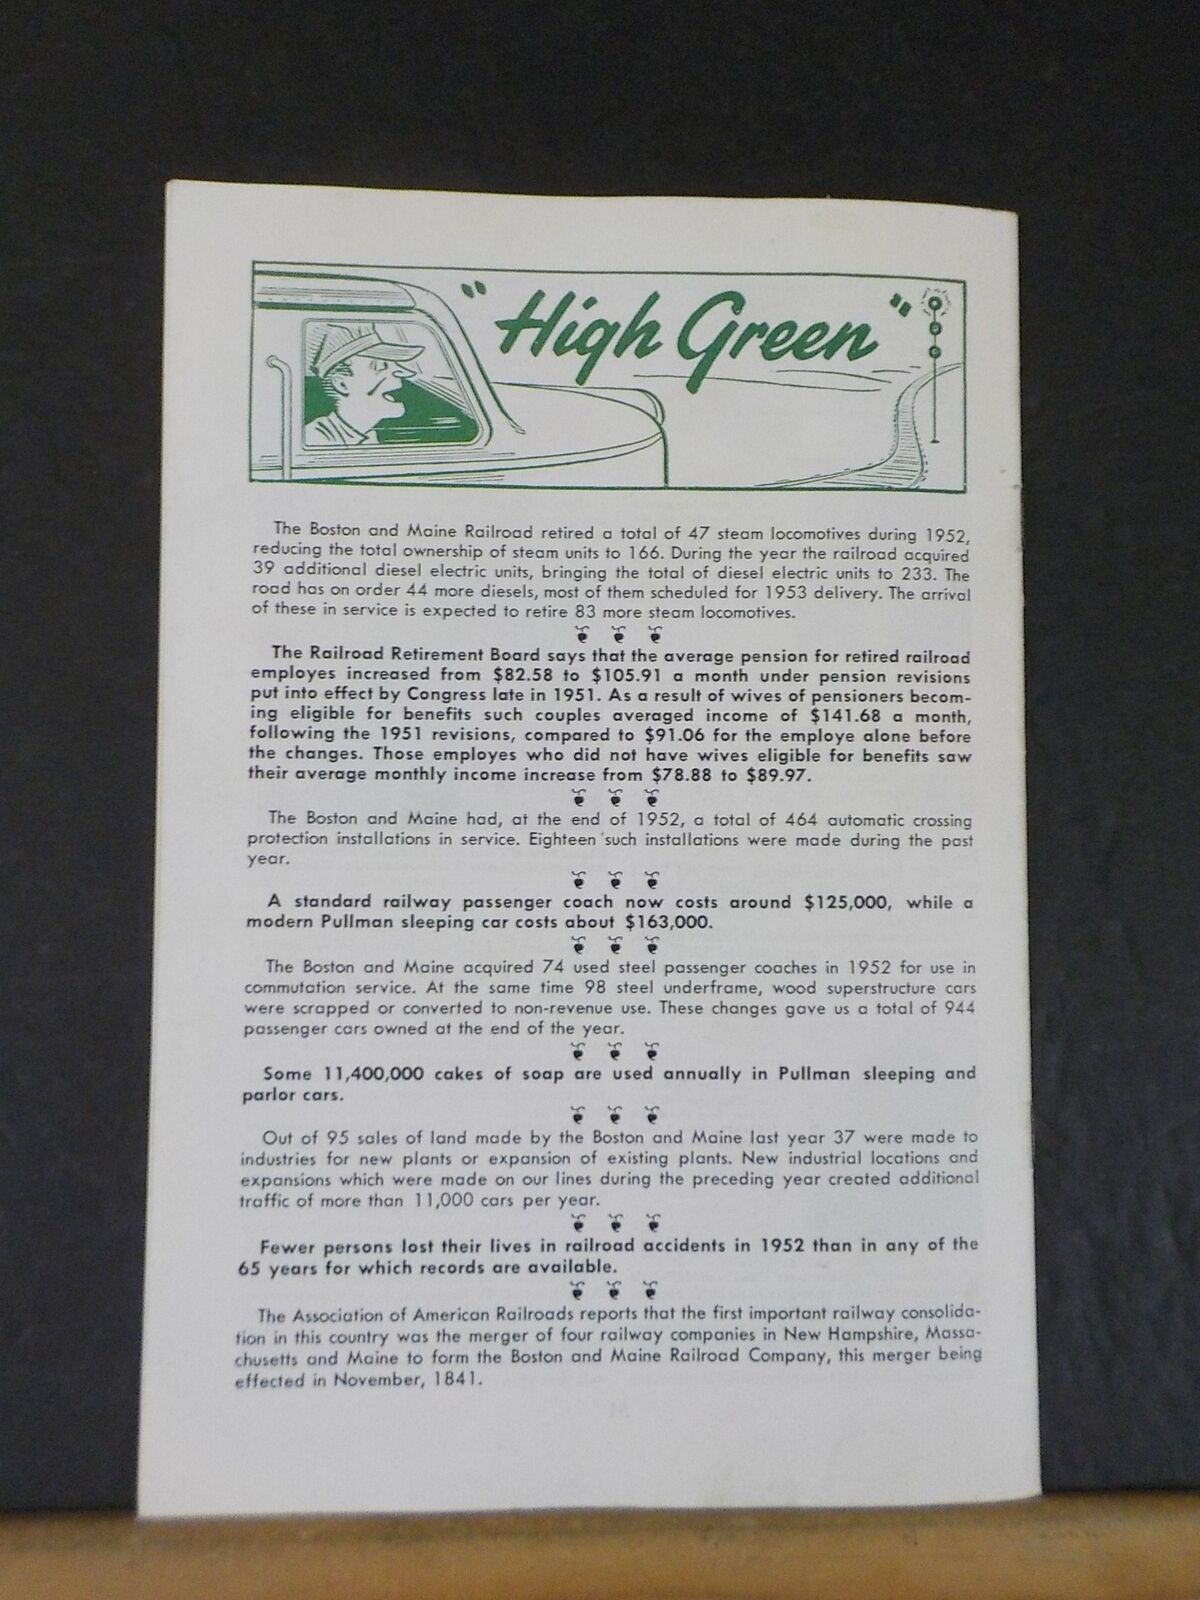 "High Green"
The Boston and Maine Railroad retired a total of 47 steam locomotives during 1952,
reducing the total ownership of steam units to 166. During the year the railroad acquired
39 additional diesel electric units, bringing the total of diesel electric units to 233. The
road has on order 44 more diesels, most of them scheduled for 1953 delivery. The arrival
of these in service is expected to retire 83 more steam locomotives.
The Railroad Retirement Board says that the average pension for retired railroad
employes increased from $82.58 to $105.91 a month under pension revisions
put into effect by Congress late in 1951. As a result of wives of pensioners becom-
ing eligible for benefits such couples averaged income of $141.68 a month,
following the 1951 revisions, compared to $91.06 for the employe alone before
the changes. Those employes who did not have wives eligible for benefits saw
their average monthly income increase from $78.88 to $89.97.
The Boston and Maine had, at the end of 1952, a total of 464 automatic crossing
protection installations in service. Eighteen such installations were made during the past
year.
A standard railway passenger coach now costs around $125,000, while a
modern Pullman sleeping car costs about $163,000.
The Boston and Maine acquired 74 used steel passenger coaches in 1952 for use in
commutation service. At the same time 98 steel underframe, wood superstructure cars
were scrapped or converted to non-revenue use. These changes gave us a total of 944
passenger cars owned at the end of the year.
Some 11,400,000 cakes of soap are used annually in Pullman sleeping and
parlor cars.
Out of 95 sales of land made by the Boston and Maine last year 37 were made to
industries for new plants or expansion of existing plants. New industrial locations and
expansions which were made on our lines during the preceding year created additional
traffic of more than 11,000 cars per year.
Fewer persons lost their lives in railroad accidents in 1952 than in any of the
65 years for which records are available.
The Association of American Railroads reports that the first important railway consolida-
tion in this country was the merger of four railway companies in New Hampshire, Massa-
chusetts and Maine to form the Boston and Maine Railroad Company, this merger being
effected in November, 1841.